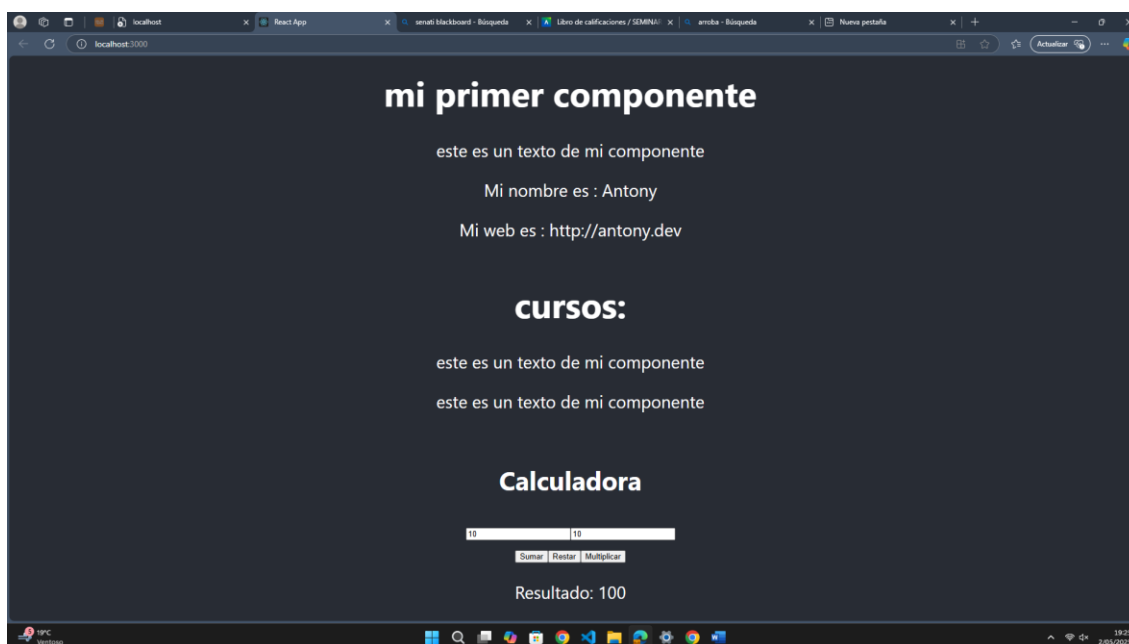 localhost
React App
senati blackboard - Búsqueda
Libro de calificaciones / SEMINA
arroba - Búsqueda
Nueva pestaña
localhost:3000
Actualizar
mi primer componente
este es un texto de mi componente
Mi nombre es : Antony
Mi web es : http://antony.dev
cursos:
este es un texto de mi componente
este es un texto de mi componente
Calculadora
10 10
Sumar Restar Multiplicar
Resultado: 100
19°C
Ventoso